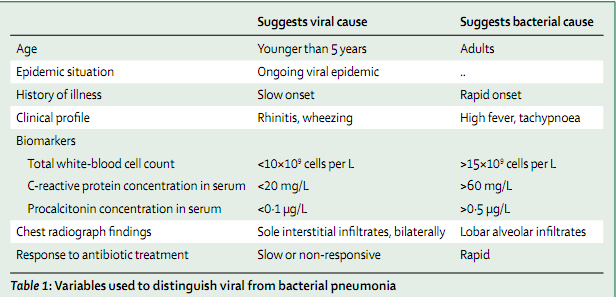 Suggests viral cause Suggests bacterial cause
Age Younger than 5 years Adults
Epidemic situation Ongoing viral epidemic ..
History of illness Slow onset Rapid onset
Clinical profile Rhinitis, wheezing High fever, tachypnoea
Biomarkers
Total white-blood cell count <10×10⁹ cells per L >15×10⁹ cells per L
C-reactive protein concentration in serum <20 mg/L >60 mg/L
Procalcitonin concentration in serum <0·1 μg/L >0·5 μg/L
Chest radiograph findings Sole interstitial infiltrates, bilaterally Lobar alveolar infiltrates
Response to antibiotic treatment Slow or non-responsive Rapid
Table 1: Variables used to distinguish viral from bacterial pneumonia